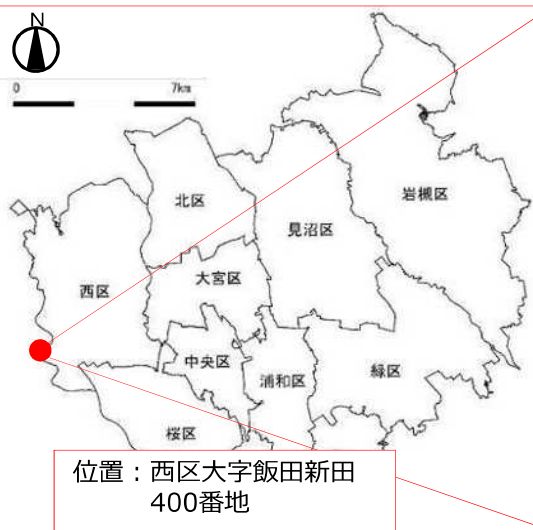 N
0 7km
北区
岩槻区
見沼区
大宮区
西区
中央区
緑区
浦和区
桜区
位置：西区大字飯田新田
400番地